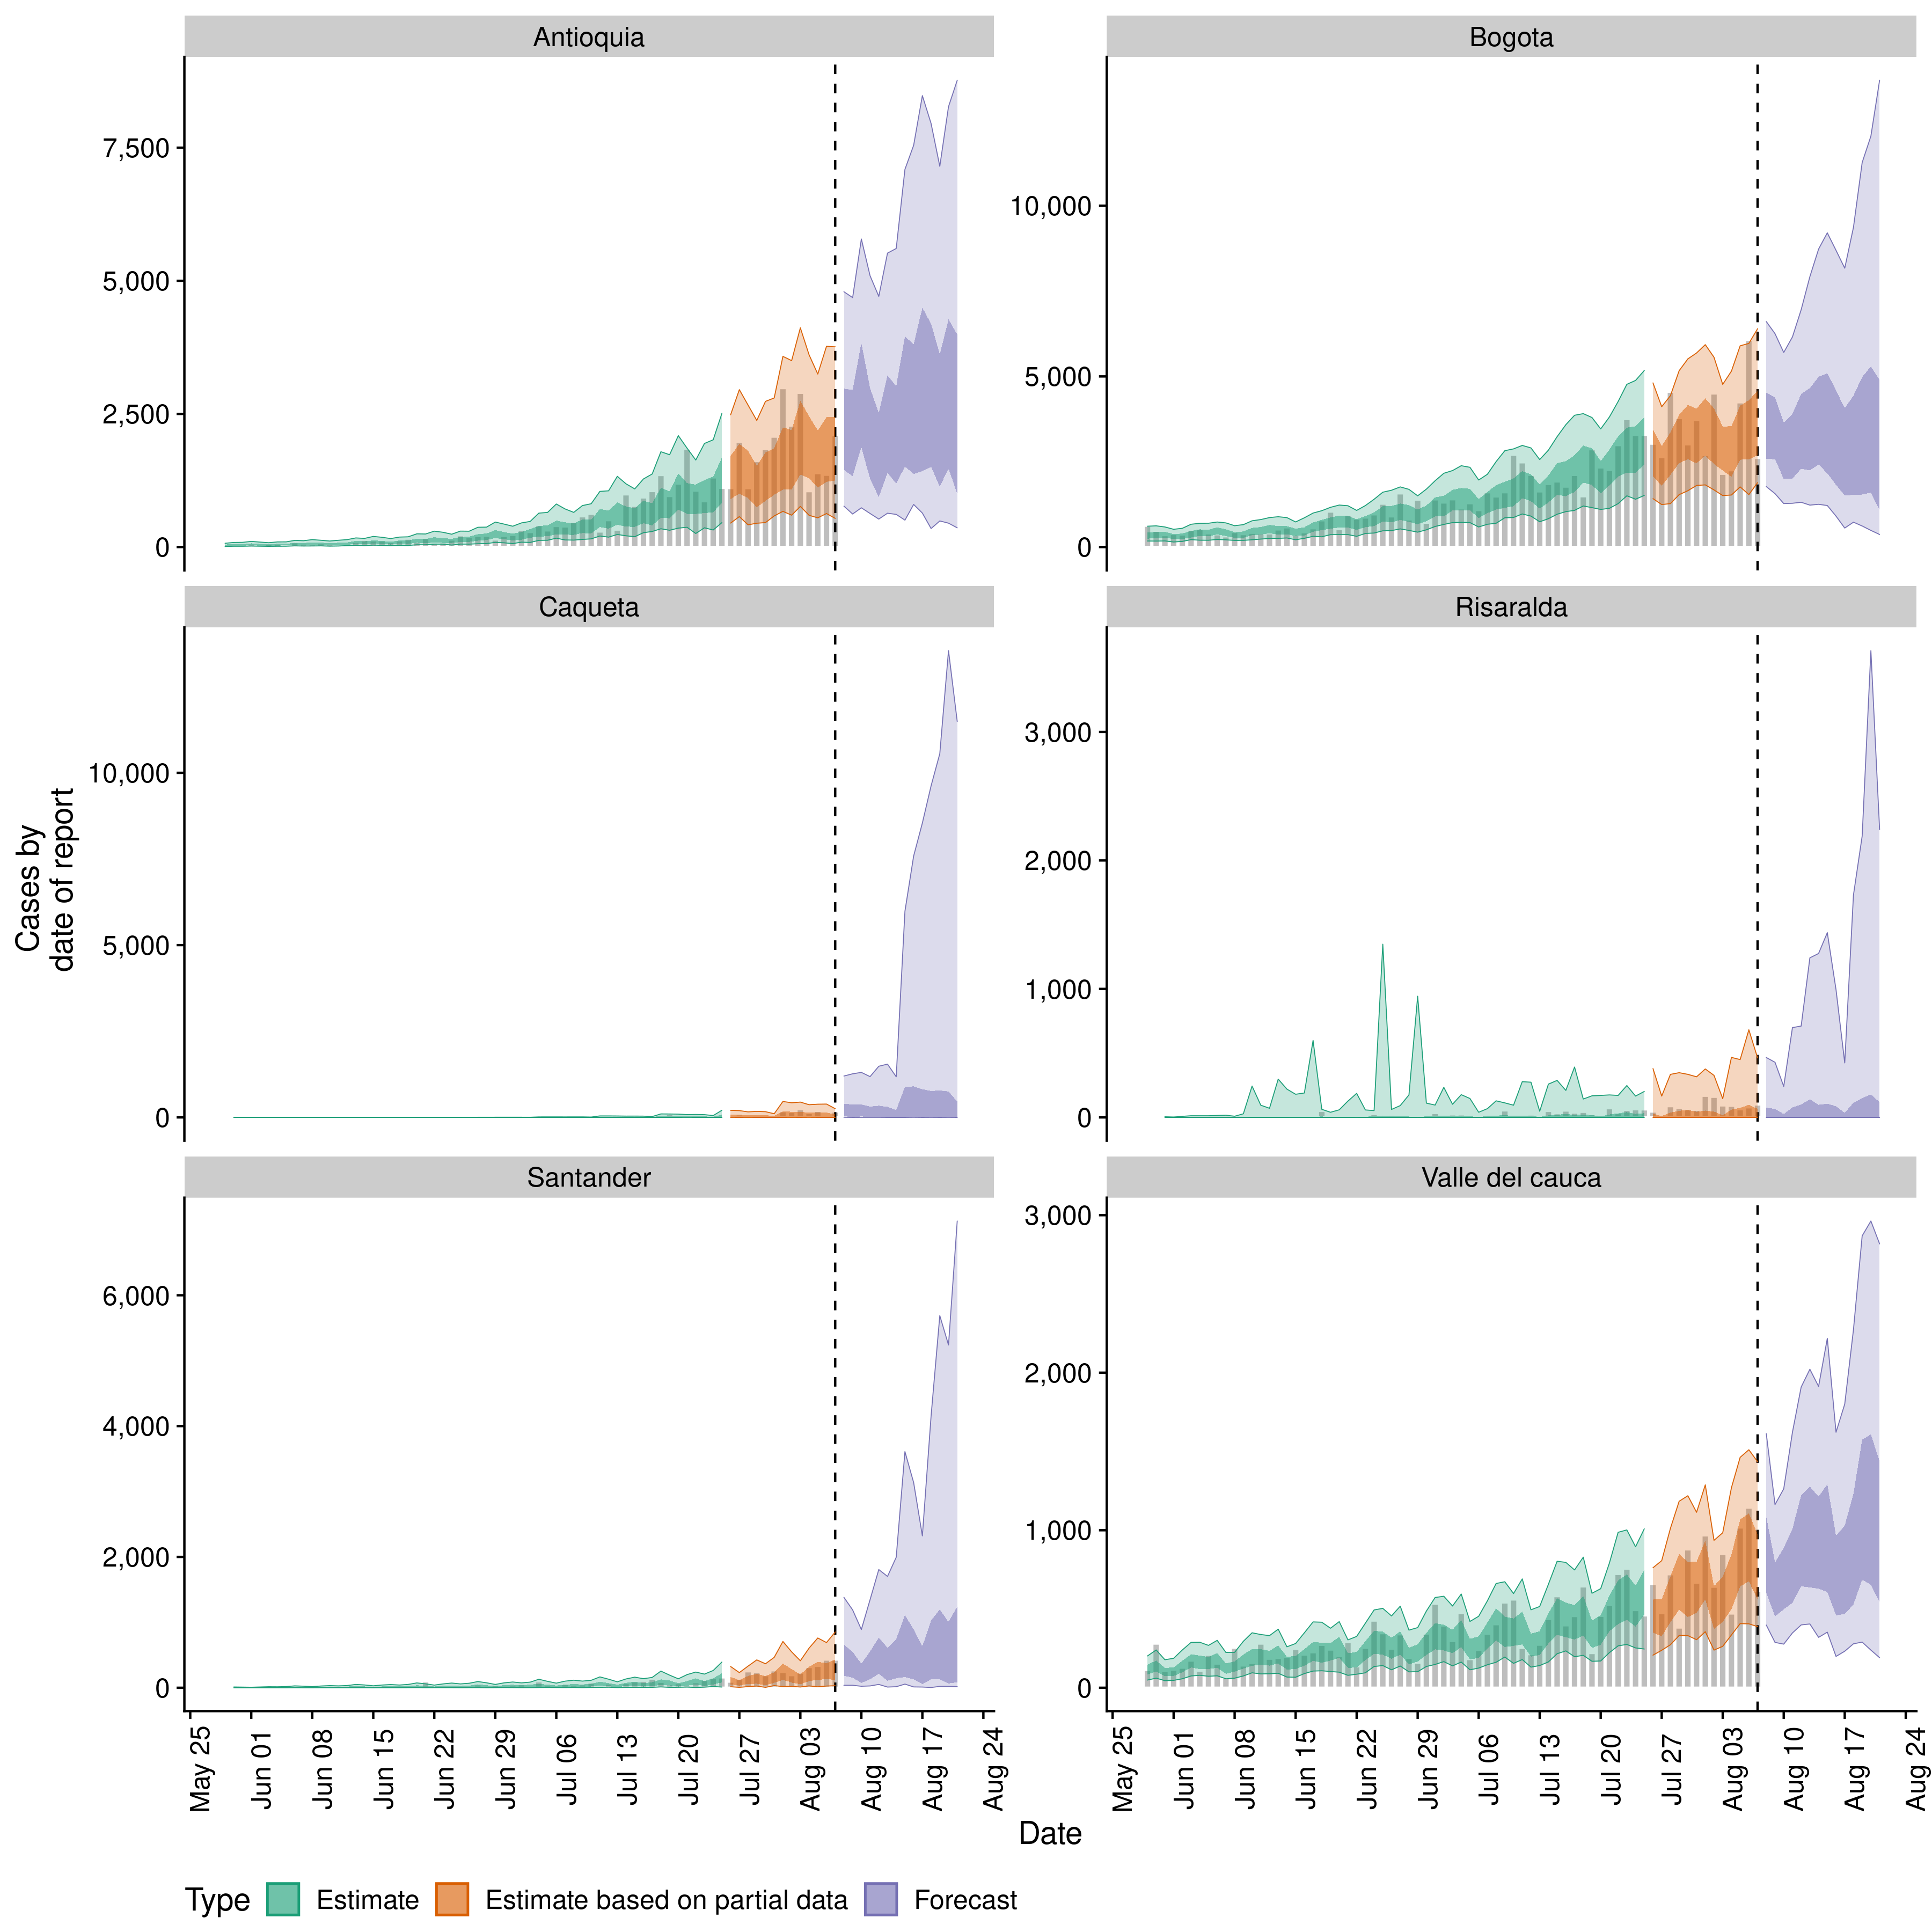 Antioquia
Bogota
7,500
5,000
2,500
0
10,000
5,000
0
Caqueta
Risaralda
10,000
5,000
0
3,000
2,000
1,000
0
Cases by
date of report
Santander
Valle del cauca
6,000
4,000
2,000
0
3,000
2,000
1,000
0
May 25
Jun 01
Jun 08
Jun 15
Jun 22
Jun 29
Jul 06
Jul 13
Jul 20
Jul 27
Aug 03
Aug 10
Aug 17
Aug 24
May 25
Jun 01
Jun 08
Jun 15
Jun 22
Jun 29
Jul 06
Jul 13
Jul 20
Jul 27
Aug 03
Aug 10
Aug 17
Aug 24
Date
Type Estimate Estimate based on partial data Forecast